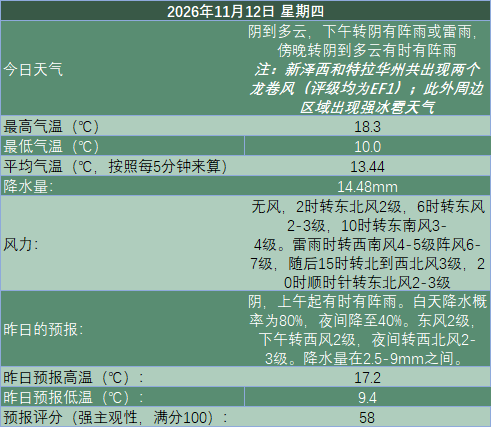 2026年11月12日 星期四
今日天气
阴到多云，下午转阴有阵雨或雷雨，
傍晚转阴到多云有时有阵雨
注：新泽西和特拉华州共出现两个
龙卷风（评级均为EF1）；此外周边
区域出现强冰雹天气
最高气温（℃） 18.3
最低气温（℃） 10.0
平均气温（℃，按照每5分钟来算） 13.44
降水量： 14.48mm
风力：
无风，2时转东北风2级，6时转东风
2-3级，10时转东南风3-
4级。雷雨时转西南风4-5级阵风6-
7级，随后15时转北到西北风3级，2
0时顺时针转东北风2-3级
昨日的预报：
阴，上午起有时有阵雨。白天降水概
率为80%，夜间降至40%。东风2级，
下午转西风2级，夜间转西北风2-
3级。降水量在2.5-9mm之间。
昨日预报高温（℃）： 17.2
昨日预报低温（℃）： 9.4
预报评分（强主观性，满分100）： 58